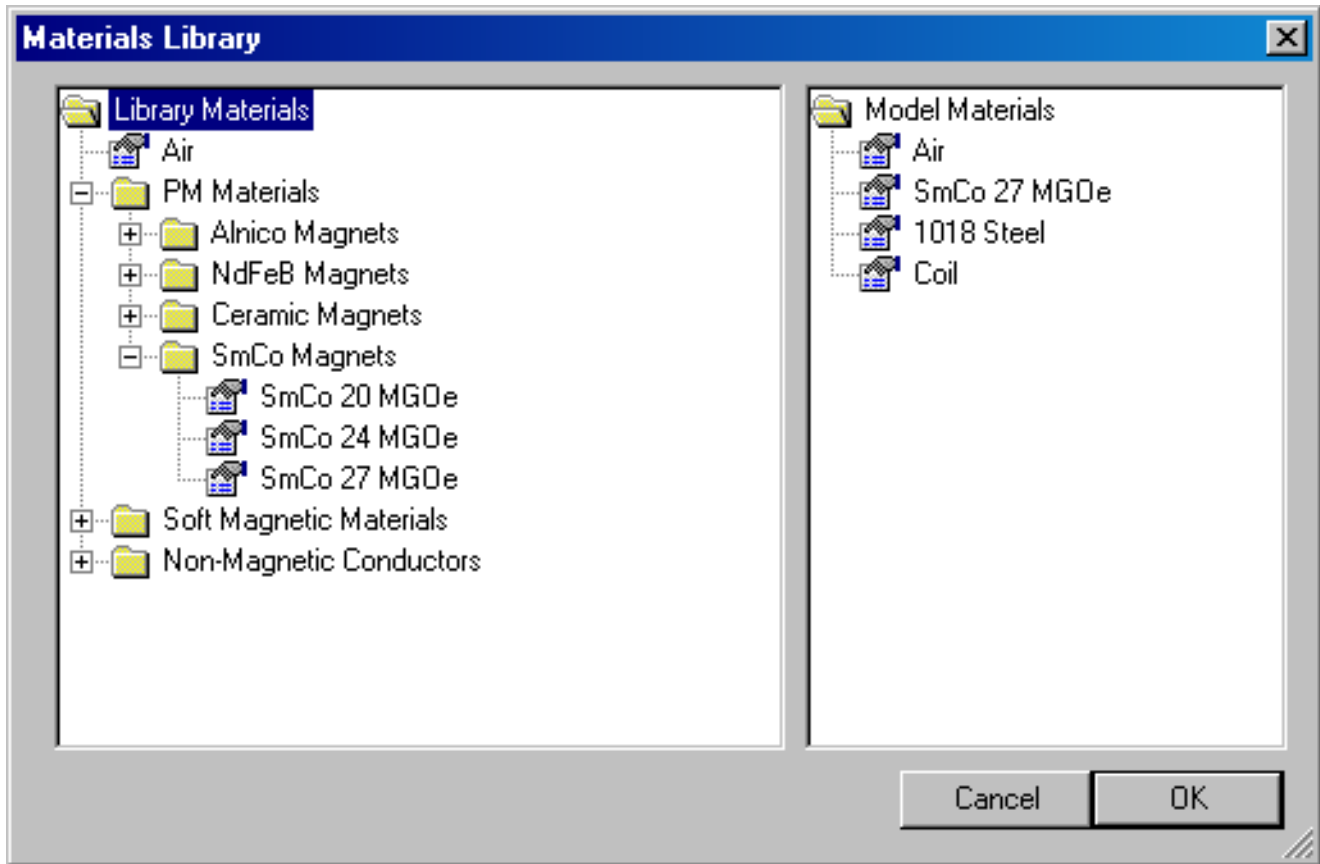 Materials Library
Library Materials
Air
PM Materials
Alnico Magnets
NdFeB Magnets
Ceramic Magnets
SmCo Magnets
SmCo 20 MGOe
SmCo 24 MGOe
SmCo 27 MGOe
Soft Magnetic Materials
Non-Magnetic Conductors
Model Materials
Air
SmCo 27 MGOe
1018 Steel
Coil
Cancel
OK